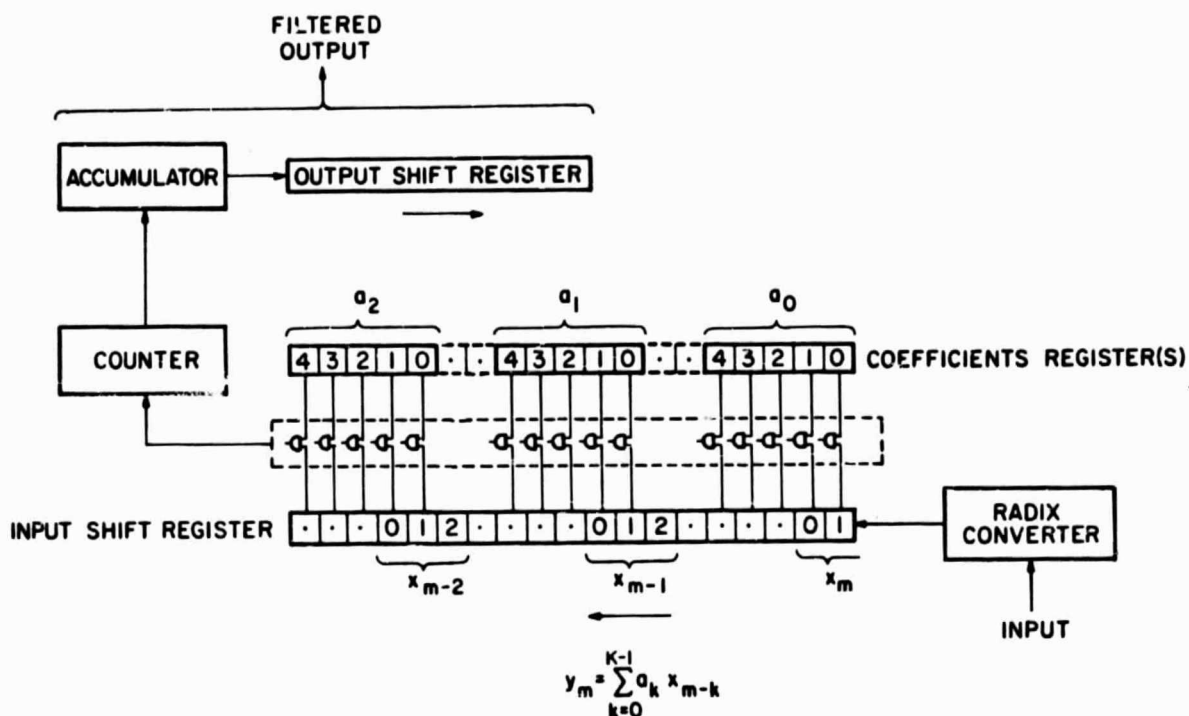 FILTERED
OUTPUT
ACCUMULATOR
OUTPUT SHIFT REGISTER
a2 a1 a0
COUNTER
4 3 2 1 0 · · 4 3 2 1 0 · · 4 3 2 1 0
COEFFICIENTS REGISTER(S)
INPUT SHIFT REGISTER
· · · 0 1 2 · · · · 0 1 2 · · · · 0 1
RADIX
CONVERTER
xm-2 xm-1 xm
INPUT
ym = K-1 ∑ k=0 ak xm-k